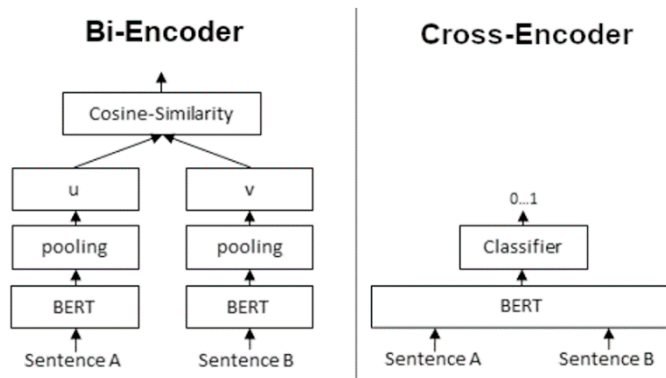 Bi-Encoder
Cosine-Similarity
u
v
pooling
pooling
BERT
BERT
Sentence A
Sentence B
Cross-Encoder
0...1
Classifier
BERT
Sentence A
Sentence B